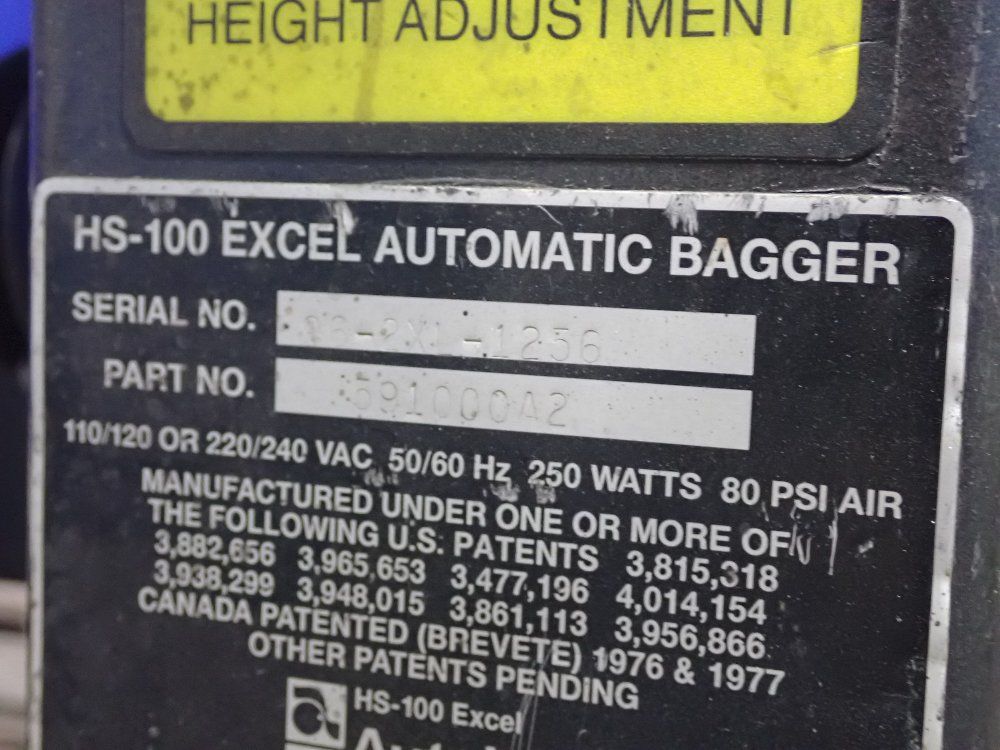 HEIGHT ADJUSTMENT
HS-100 EXCEL AUTOMATIC BAGGER
SERIAL NO. -2XL-1256
PART NO. 591000A2
110/120 OR 220/240 VAC 50/60 Hz 250 WATTS 80 PSI AIR
MANUFACTURED UNDER ONE OR MORE OF
THE FOLLOWING U.S. PATENTS 3,815,318
3,882,656 3,965,653 3,477,196 4,014,154
3,938,299 3,948,015 3,861,113 3,956,866
CANADA PATENTED (BREVETE) 1976 & 1977
OTHER PATENTS PENDING
HS-100 Excel